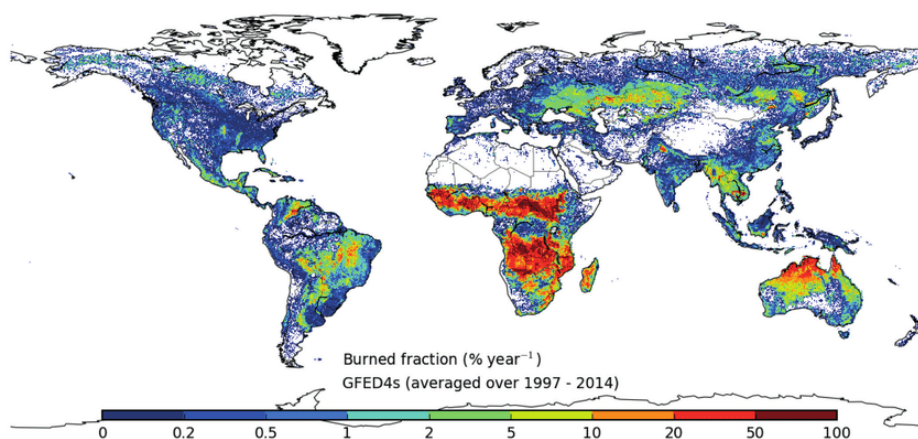 Burned fraction (% year⁻¹)
GFED4s (averaged over 1997 - 2014)
0 0.2 0.5 1 2 5 10 20 50 100